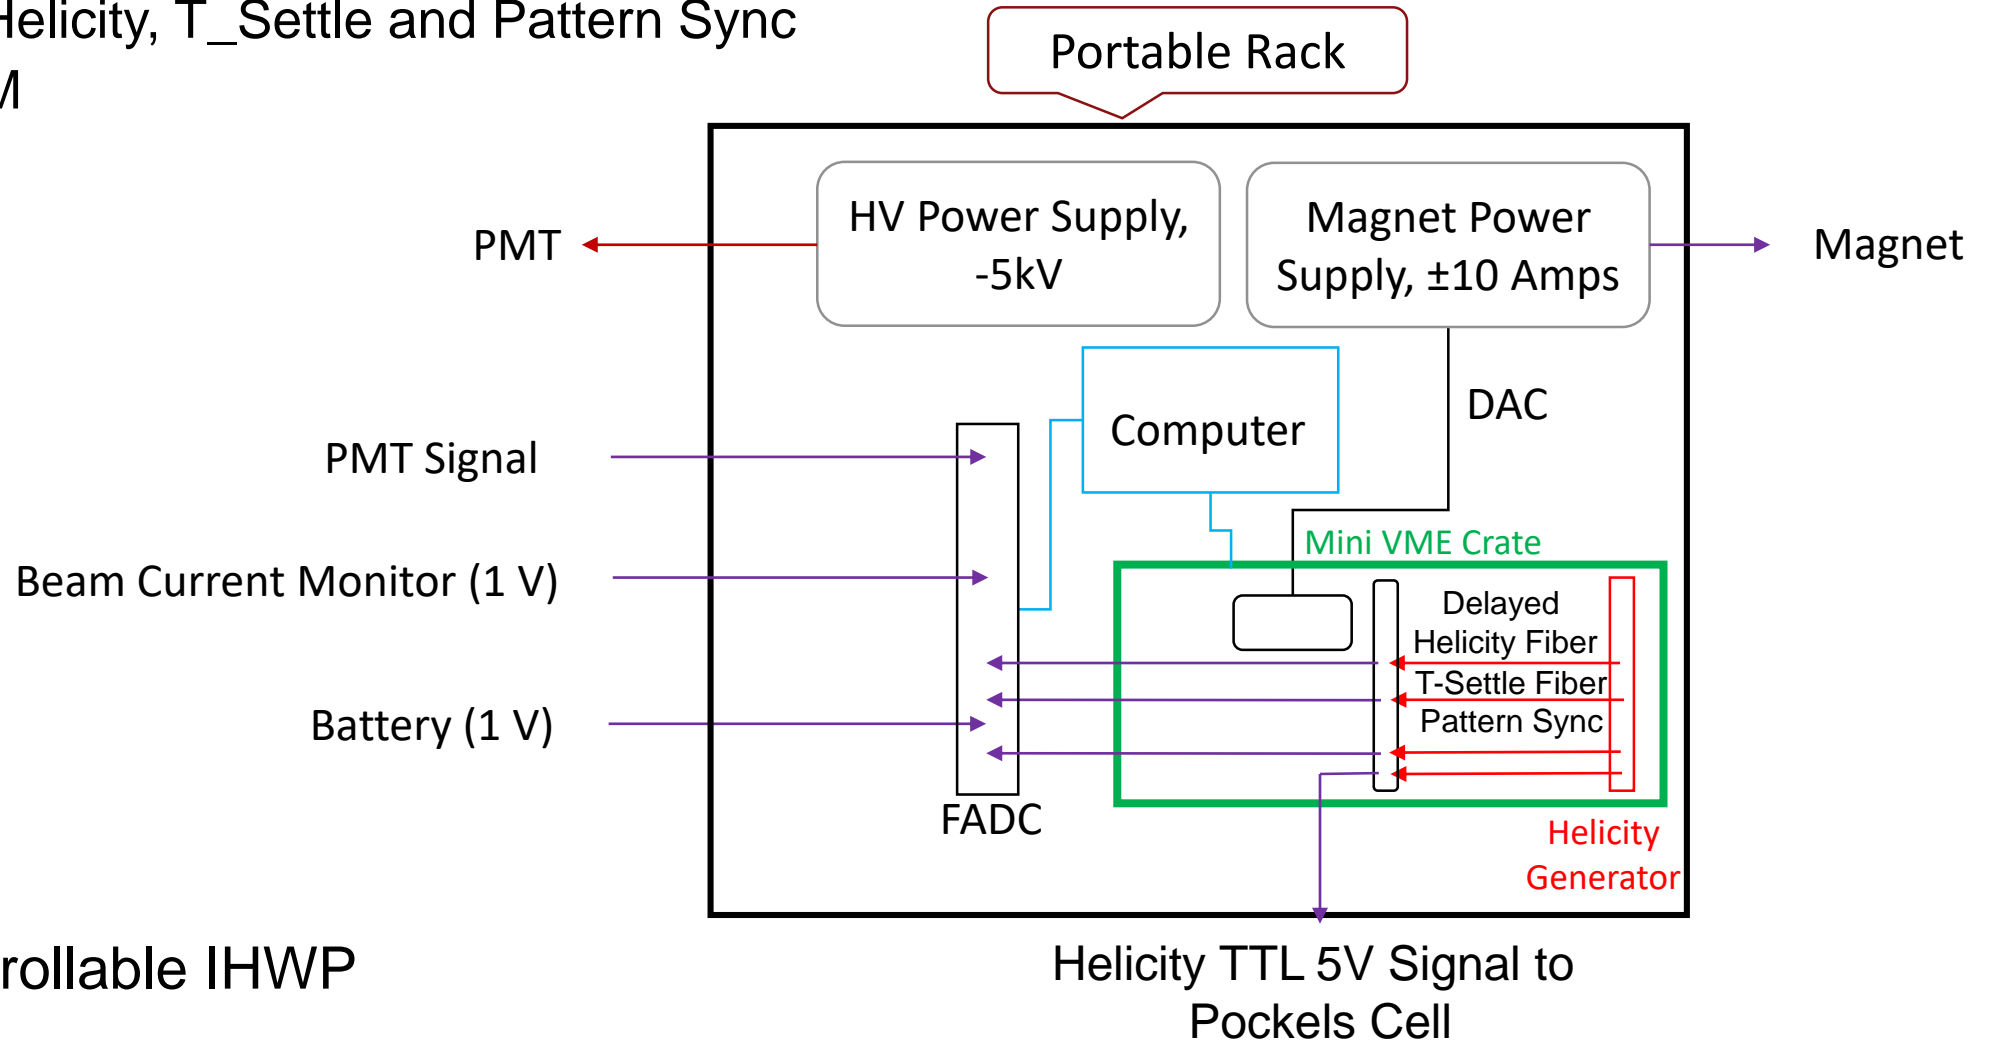 Helicity, T_Settle and Pattern Sync
M
Portable Rack
HV Power Supply,
-5kV
Magnet Power
Supply, ±10 Amps
PMT
Magnet
DAC
Computer
PMT Signal
Mini VME Crate
Beam Current Monitor (1 V)
Delayed
Helicity Fiber
T-Settle Fiber
Pattern Sync
Battery (1 V)
FADC
Helicity
Generator
rollable IHWP
Helicity TTL 5V Signal to
Pockels Cell